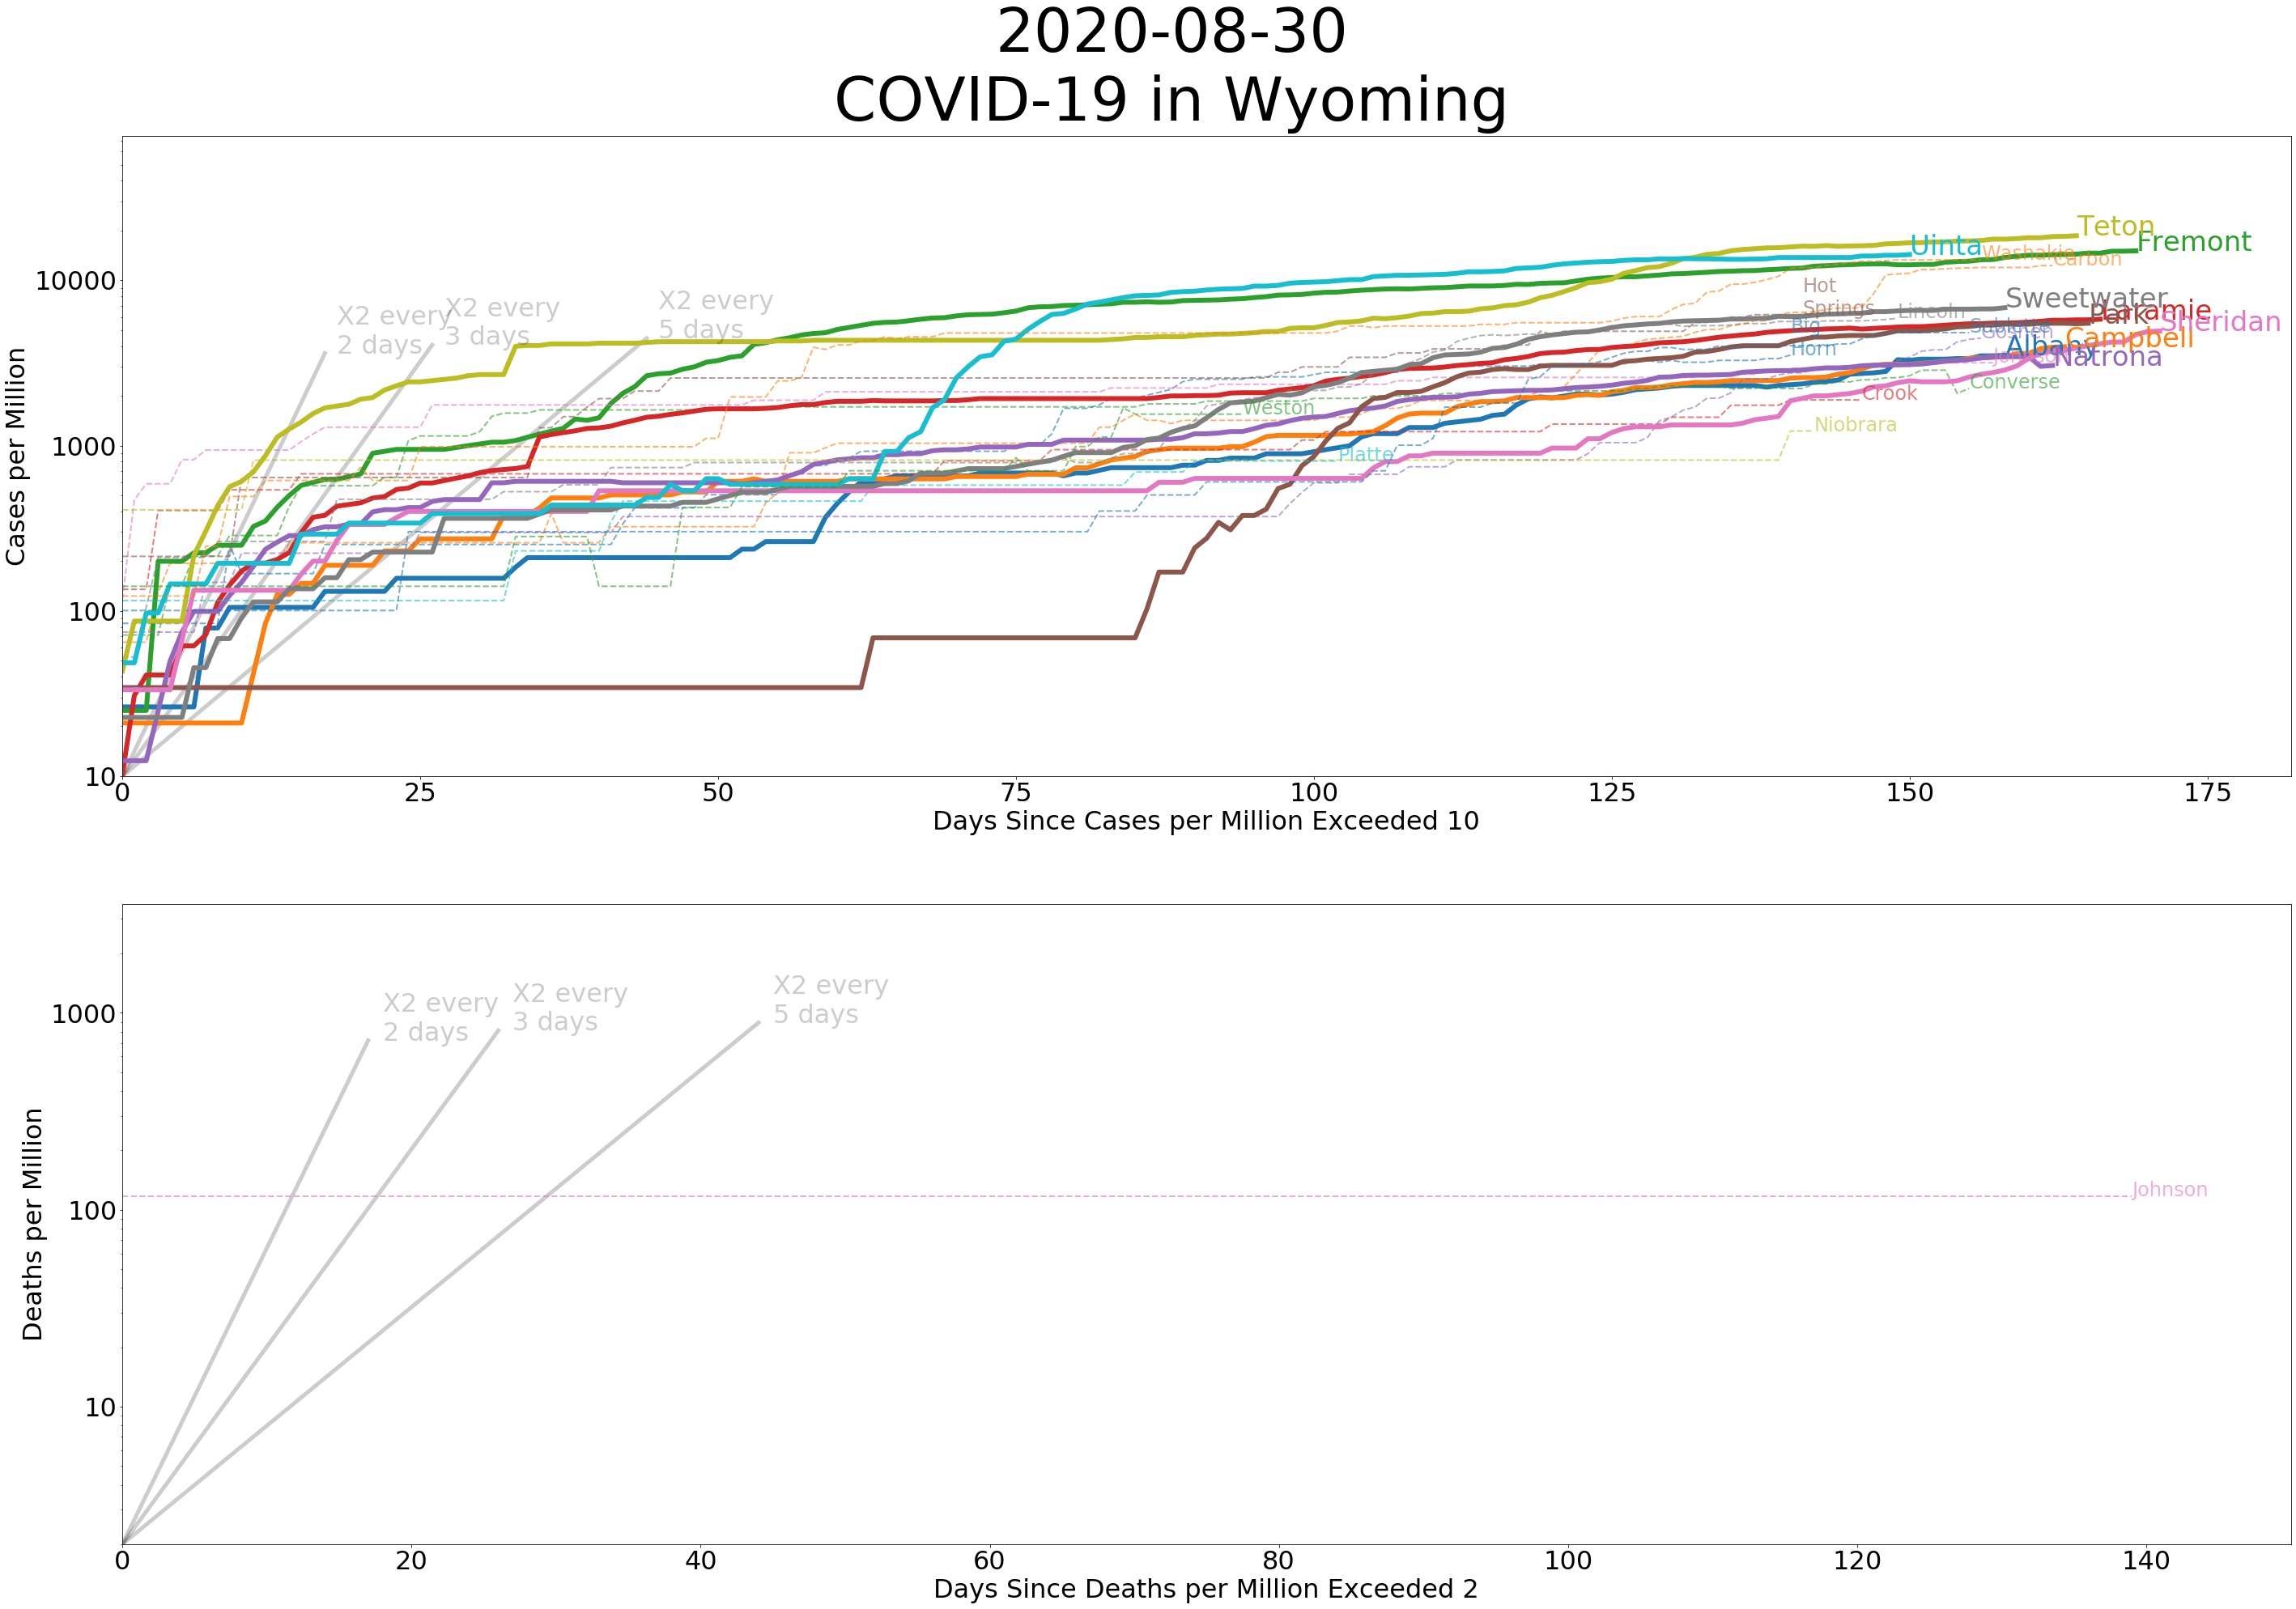 2020-08-30
COVID-19 in Wyoming
Cases per Million
10000
1000
100
10
X2 every
2 days
X2 every
3 days
X2 every
5 days
Teton
Fremont
Uinta
Washakie
Carbon
Hot
Springs
Sweetwater
Lincoln
Laramie
Park
Sheridan
Big
Horn
Sublette
Goshen
Campbell
Albany
Johnson
Natrona
Converse
Crook
Weston
Niobrara
Platte
0 25 50 75 100 125 150 175
Days Since Cases per Million Exceeded 10
Deaths per Million
1000
100
10
X2 every
2 days
X2 every
3 days
X2 every
5 days
Johnson
0 20 40 60 80 100 120 140
Days Since Deaths per Million Exceeded 2